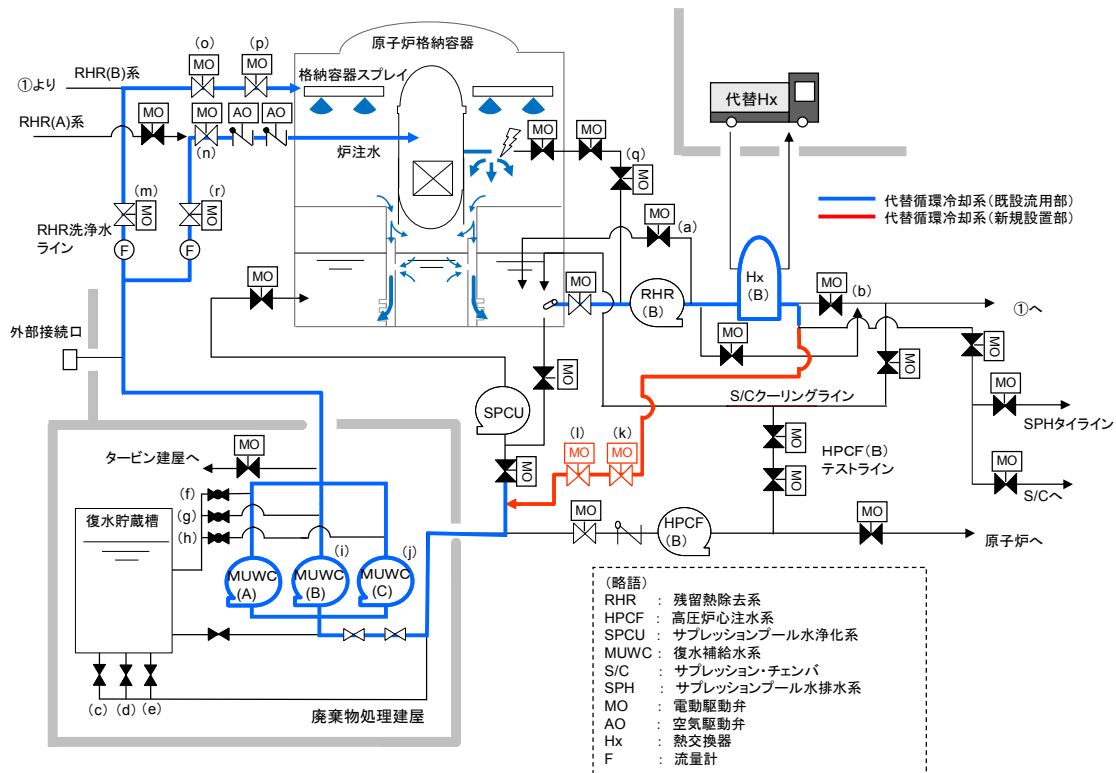 (o)
(p)
原子炉格納容器
MO
MO
RHR(B)系
格納容器スプレイ
①より
代替Hx
RHR(A)系
MO
MO
AO
AO
MO
MO
(n)
炉注水
(q)
MO
代替循環冷却系(既設流用部)
代替循環冷却系(新規設置部)
(m)
(r)
MO
MO
RHR洗浄水
ライン
F
F
MO
(a)
MO
MO
RHR
(B)
Hx
(B)
MO
(b)
①へ
外部接続口
MO
MO
MO
MO
MO
SPCU
S/Cクーリングライン
MO
SPHタイライン
(l)
(k)
MO
MO
MO
MO
HPCF(B)
テストライン
MO
MO
S/Cへ
タービン建屋へ
MO
(f)
(g)
(h)
復水貯蔵槽
MO
HPCF
(B)
MO
原子炉へ
(i)
(j)
MUWC
(A)
MUWC
(B)
MUWC
(C)
(c)
(d)
(e)
廃棄物処理建屋
(略語)
RHR : 残留熱除去系
HPCF : 高圧炉心注水系
SPCU : サプレッションプール水浄化系
MUWC : 復水補給水系
S/C : サプレッション・チェンバ
SPH : サプレッションプール水排水系
MO : 電動駆動弁
AO : 空気駆動弁
Hx : 熱交換器
F : 流量計